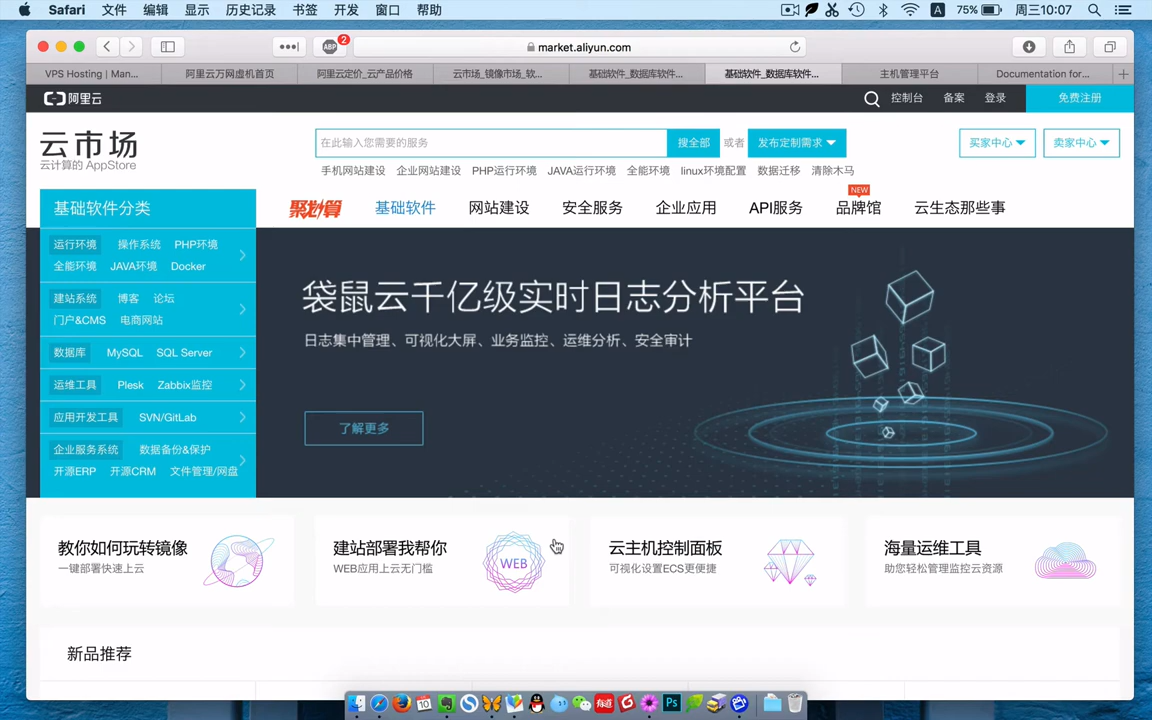 Safari 文件 编辑 显示 历史记录 书签 开发 窗口 帮助 75% 周三10:07
ABP 2 market.aliyun.com
VPS Hosting | Man... 阿里云万网虚机首页 阿里云定价_云产品价格 云市场_镜像市场_软... 基础软件_数据库软件... 基础软件_数据库软件... 主机管理平台 Documentation for...
阿里云 控制台 备案 登录 免费注册
云市场
云计算的 AppStore
在此输入您需要的服务 搜全部 或者 发布定制需求 买家中心 卖家中心
手机网站建设 企业网站建设 PHP运行环境 JAVA运行环境 全能环境 linux环境配置 数据迁移 清除木马
NEW
基础软件分类 聚划算 基础软件 网站建设 安全服务 企业应用 API服务 品牌馆 云生态那些事
运行环境 操作系统 PHP环境
全能环境 JAVA环境 Docker
建站系统 博客 论坛
门户&CMS 电商网站
数据库 MySQL SQL Server
运维工具 Plesk Zabbix监控
应用开发工具 SVN/GitLab
企业服务系统 数据备份&保护
开源ERP 开源CRM 文件管理/网盘
袋鼠云千亿级实时日志分析平台
日志集中管理、可视化大屏、业务监控、运维分析、安全审计
了解更多
教你如何玩转镜像
一键部署快速上云
建站部署我帮你
WEB应用上云无门槛
WEB
云主机控制面板
可视化设置ECS更便捷
海量运维工具
助您轻松管理监控云资源
新品推荐
10 有道 Ps